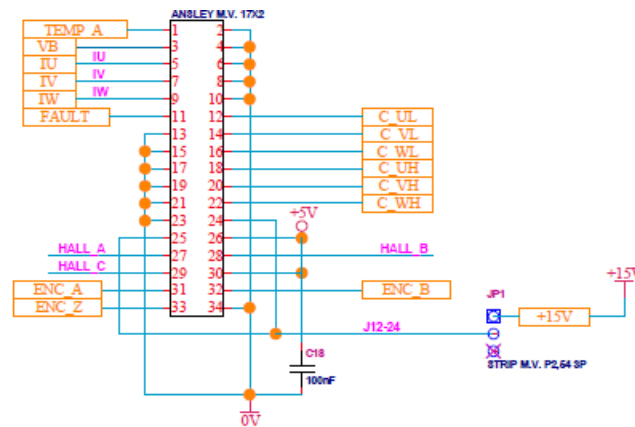 ANSLEY M.V. 17X2
TEMP_A 1 2
VB 3 4
IU IU 5 6
IV IV 7 8
IW IW 9 10
FAULT 11 12 C_UL
13 14 C_VL
15 16 C_WL
17 18 C_UH
19 20 C_VH
21 22 C_WH
23 24 +5V
25 26
HALL_A 27 28 HALL_B
HALL_C 29 30
ENC_A 31 32 ENC_B
ENC_Z 33 34
+15V
JP1
+15V
J12-24
STRIP M.V. P2,54 3P
C18
100nF
0V